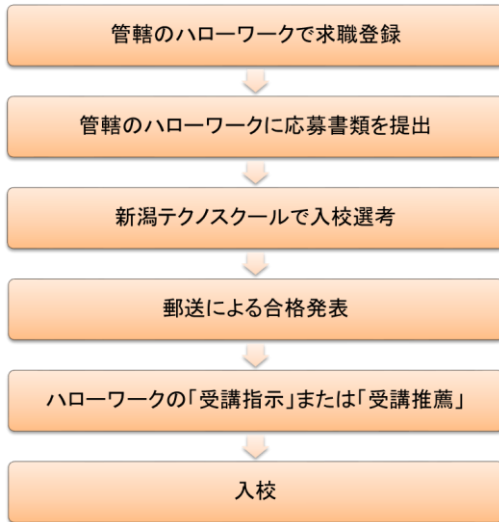 管轄のハローワークで求職登録
管轄のハローワークに応募書類を提出
新潟テクノスクールで入校選考
郵送による合格発表
ハローワークの「受講指示」または「受講推薦」
入校